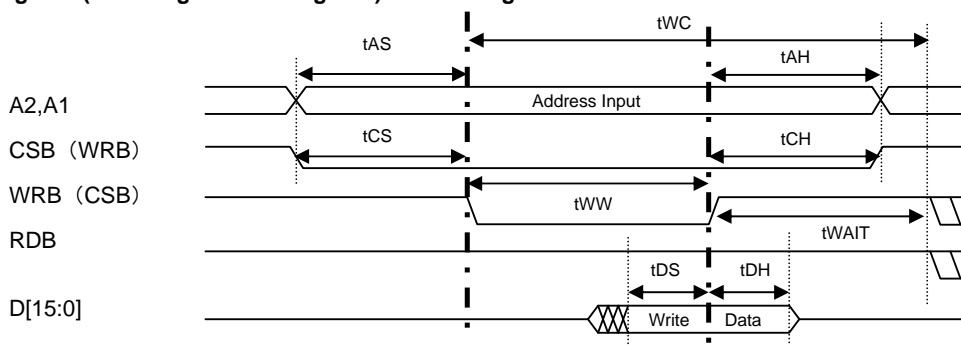 tWC
tAS
tAH
A2,A1
Address Input
tCS
tCH
CSB（WRB）
WRB（CSB）
tWW
tWAIT
RDB
tDS
tDH
D[15:0]
Write
Data